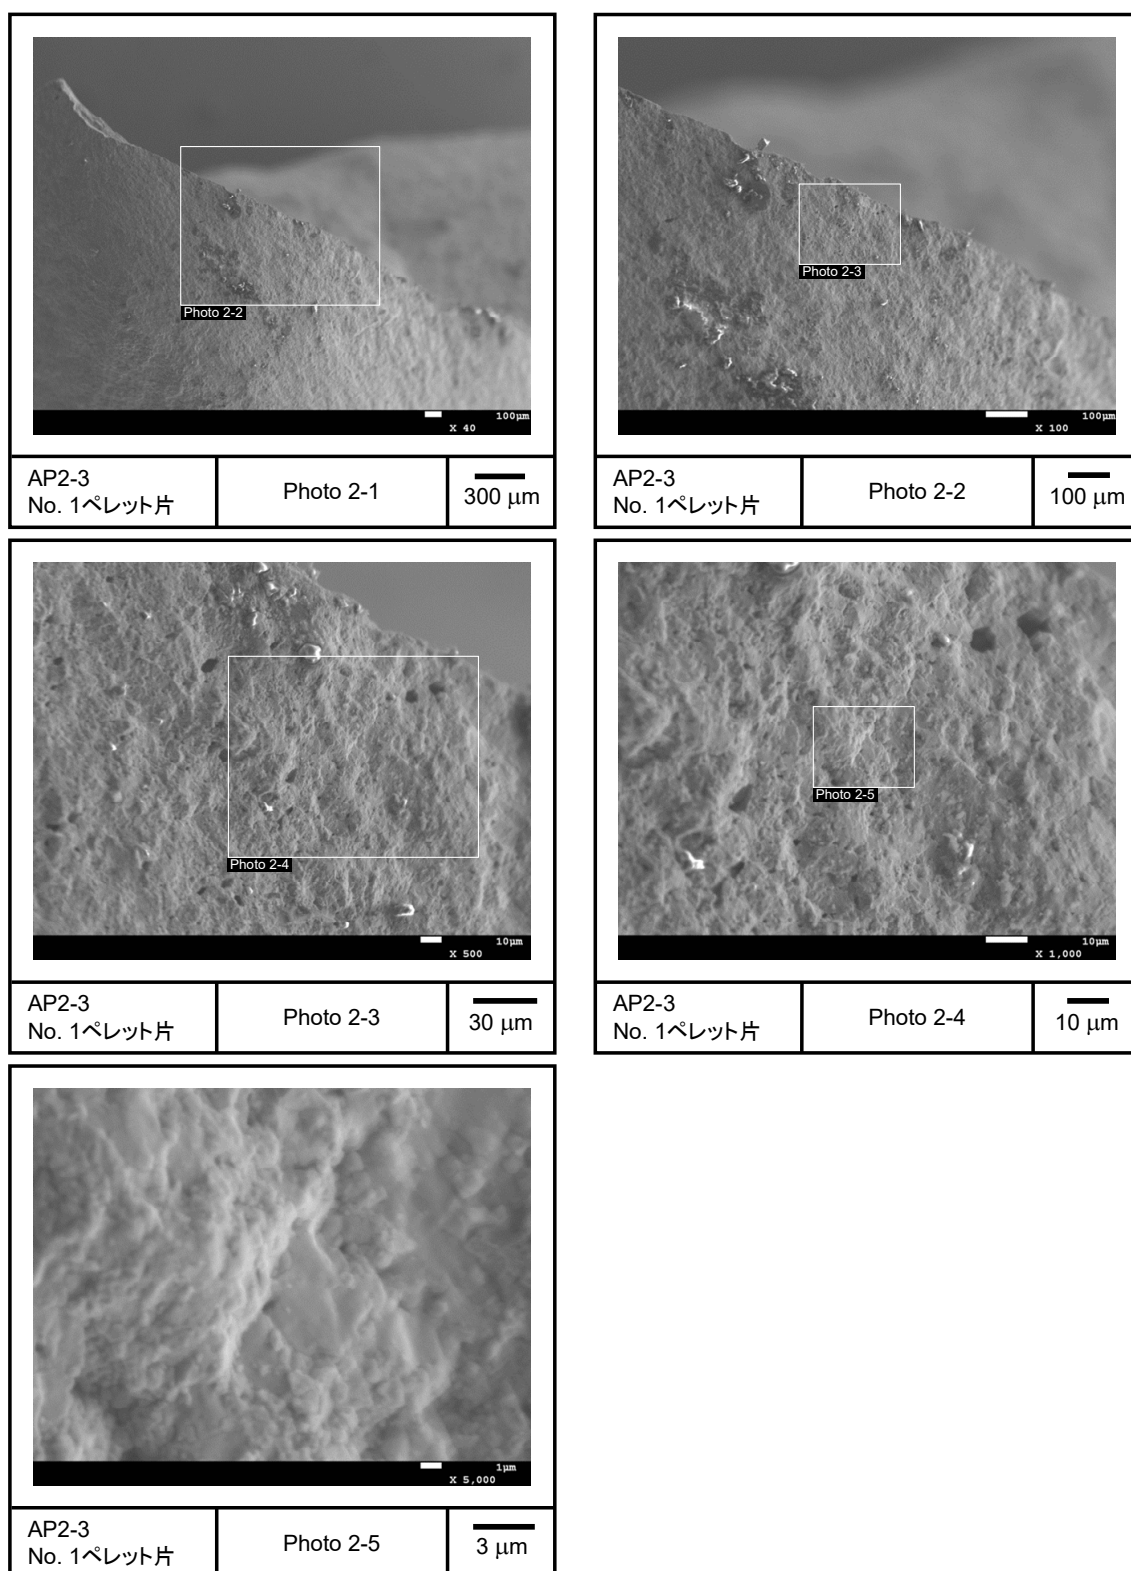 Photo 2-2
100μm
X 40
AP2-3
No. 1ペレット片
Photo 2-1
300 μm
Photo 2-3
100μm
X 100
AP2-3
No. 1ペレット片
Photo 2-2
100 μm
Photo 2-4
10μm
X 500
AP2-3
No. 1ペレット片
Photo 2-3
30 μm
Photo 2-5
10μm
X 1,000
AP2-3
No. 1ペレット片
Photo 2-4
10 μm
1μm
X 5,000
AP2-3
No. 1ペレット片
Photo 2-5
3 μm